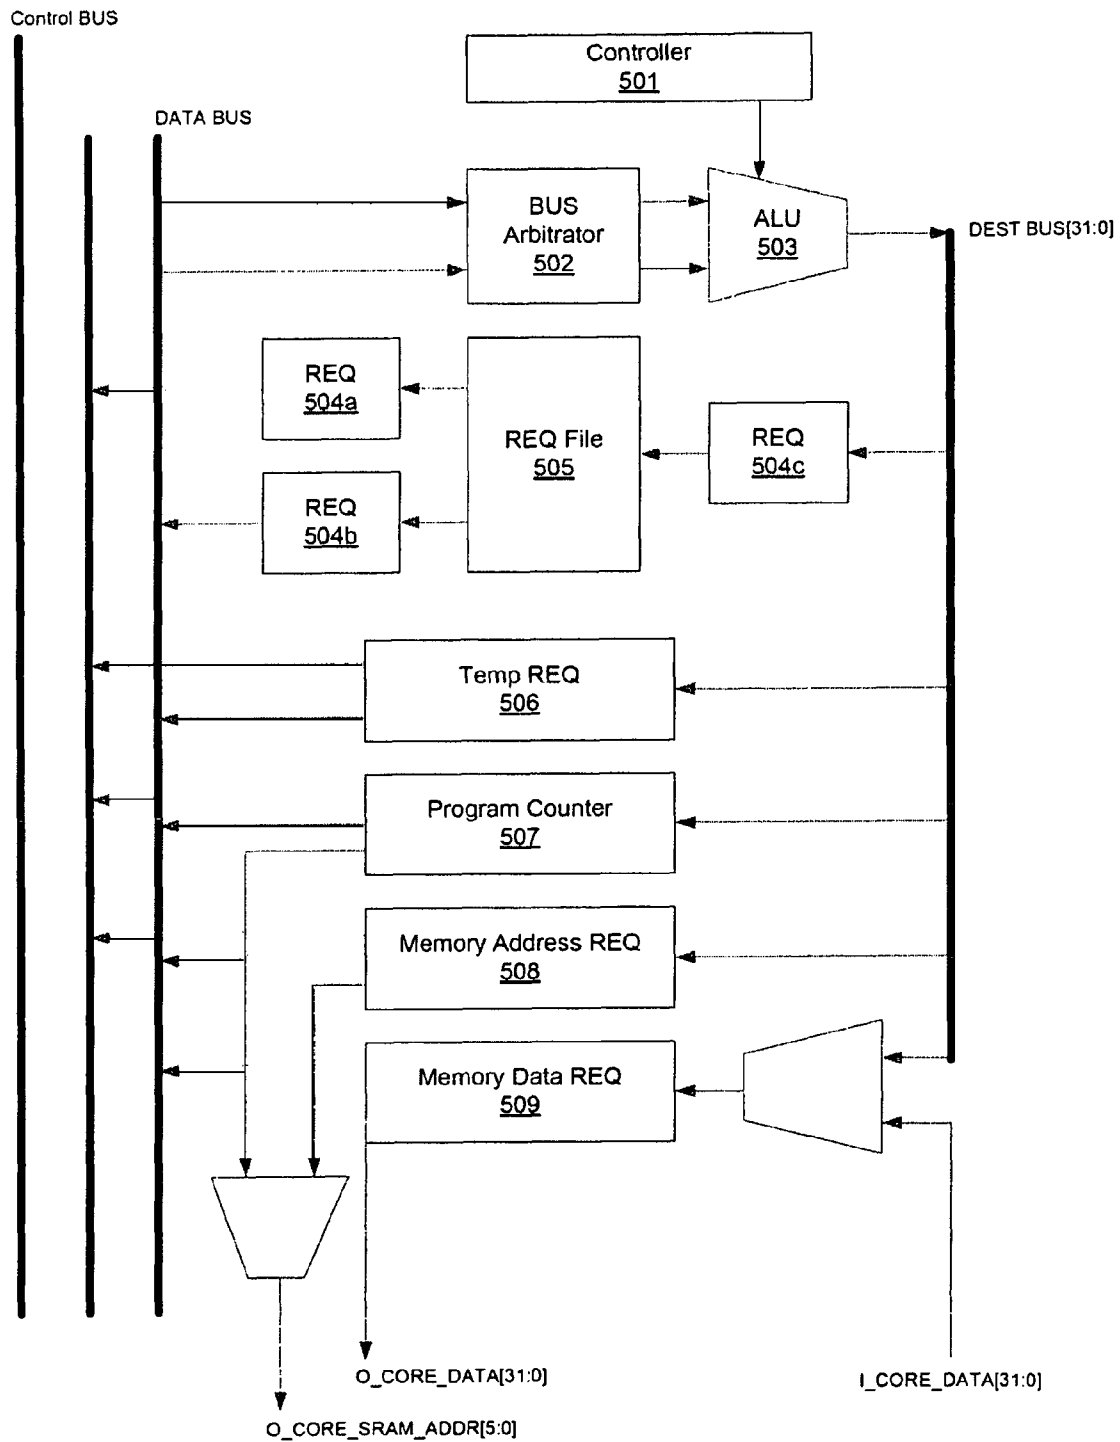 Control BUS
Controller
501
DATA BUS
BUS
Arbitrator
502
ALU
503
DEST BUS[31:0]
REQ
504a
REQ File
505
REQ
504c
REQ
504b
Temp REQ
506
Program Counter
507
Memory Address REQ
508
Memory Data REQ
509
O_CORE_DATA[31:0]
I_CORE_DATA[31:0]
O_CORE_SRAM_ADDR[5:0]